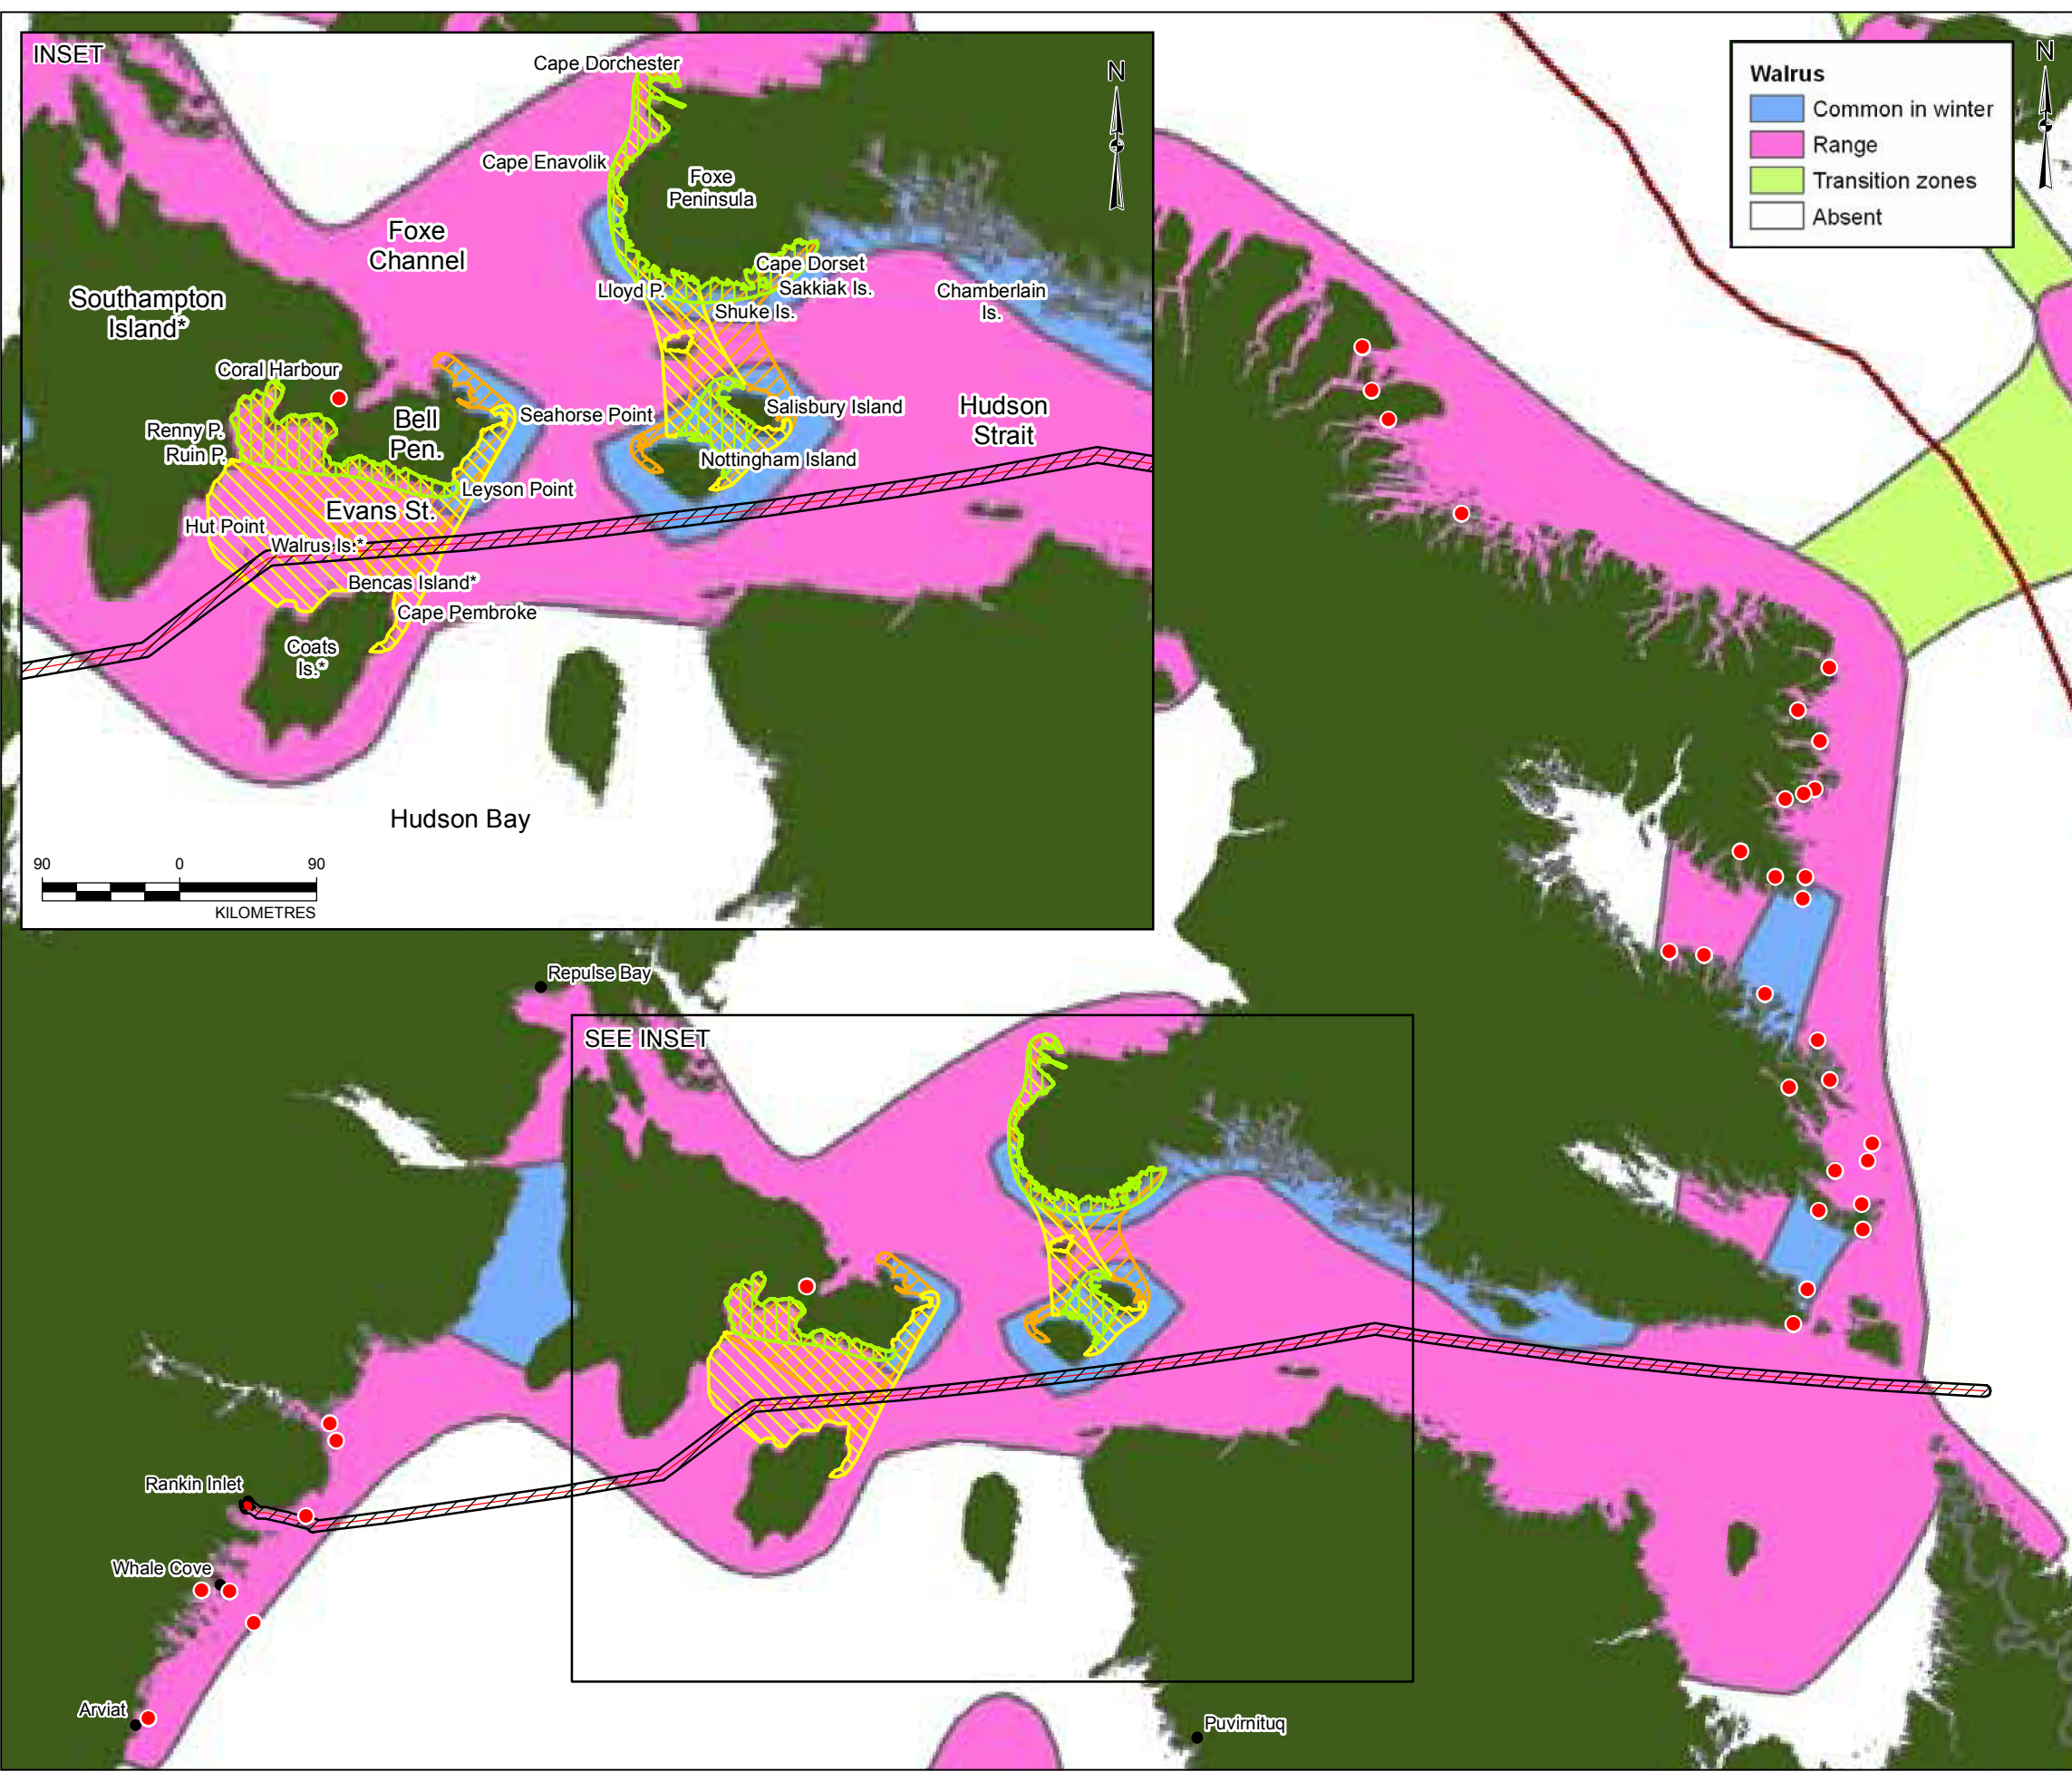 INSET
Cape Dorchester
N
Cape Enavolik
Foxe
Peninsula
Foxe
Channel
Cape Dorset
Lloyd P.
Sakkiak Is.
Shuke Is.
Chamberlain
Is.
Southampton
Island*
Coral Harbour
Bell
Pen.
Seahorse Point
Salisbury Island
Hudson
Strait
Renny P.
Ruin P.
Nottingham Island
Leyson Point
Evans St.
Hut Point
Walrus Is.*
Bencas Island*
Cape Pembroke
Coats
Is.*
Hudson Bay
90 0 90
KILOMETRES
Walrus
Common in winter
Range
Transition zones
Absent
N
Repulse Bay
SEE INSET
Rankin Inlet
Whale Cove
Arviat
Puvirnituq